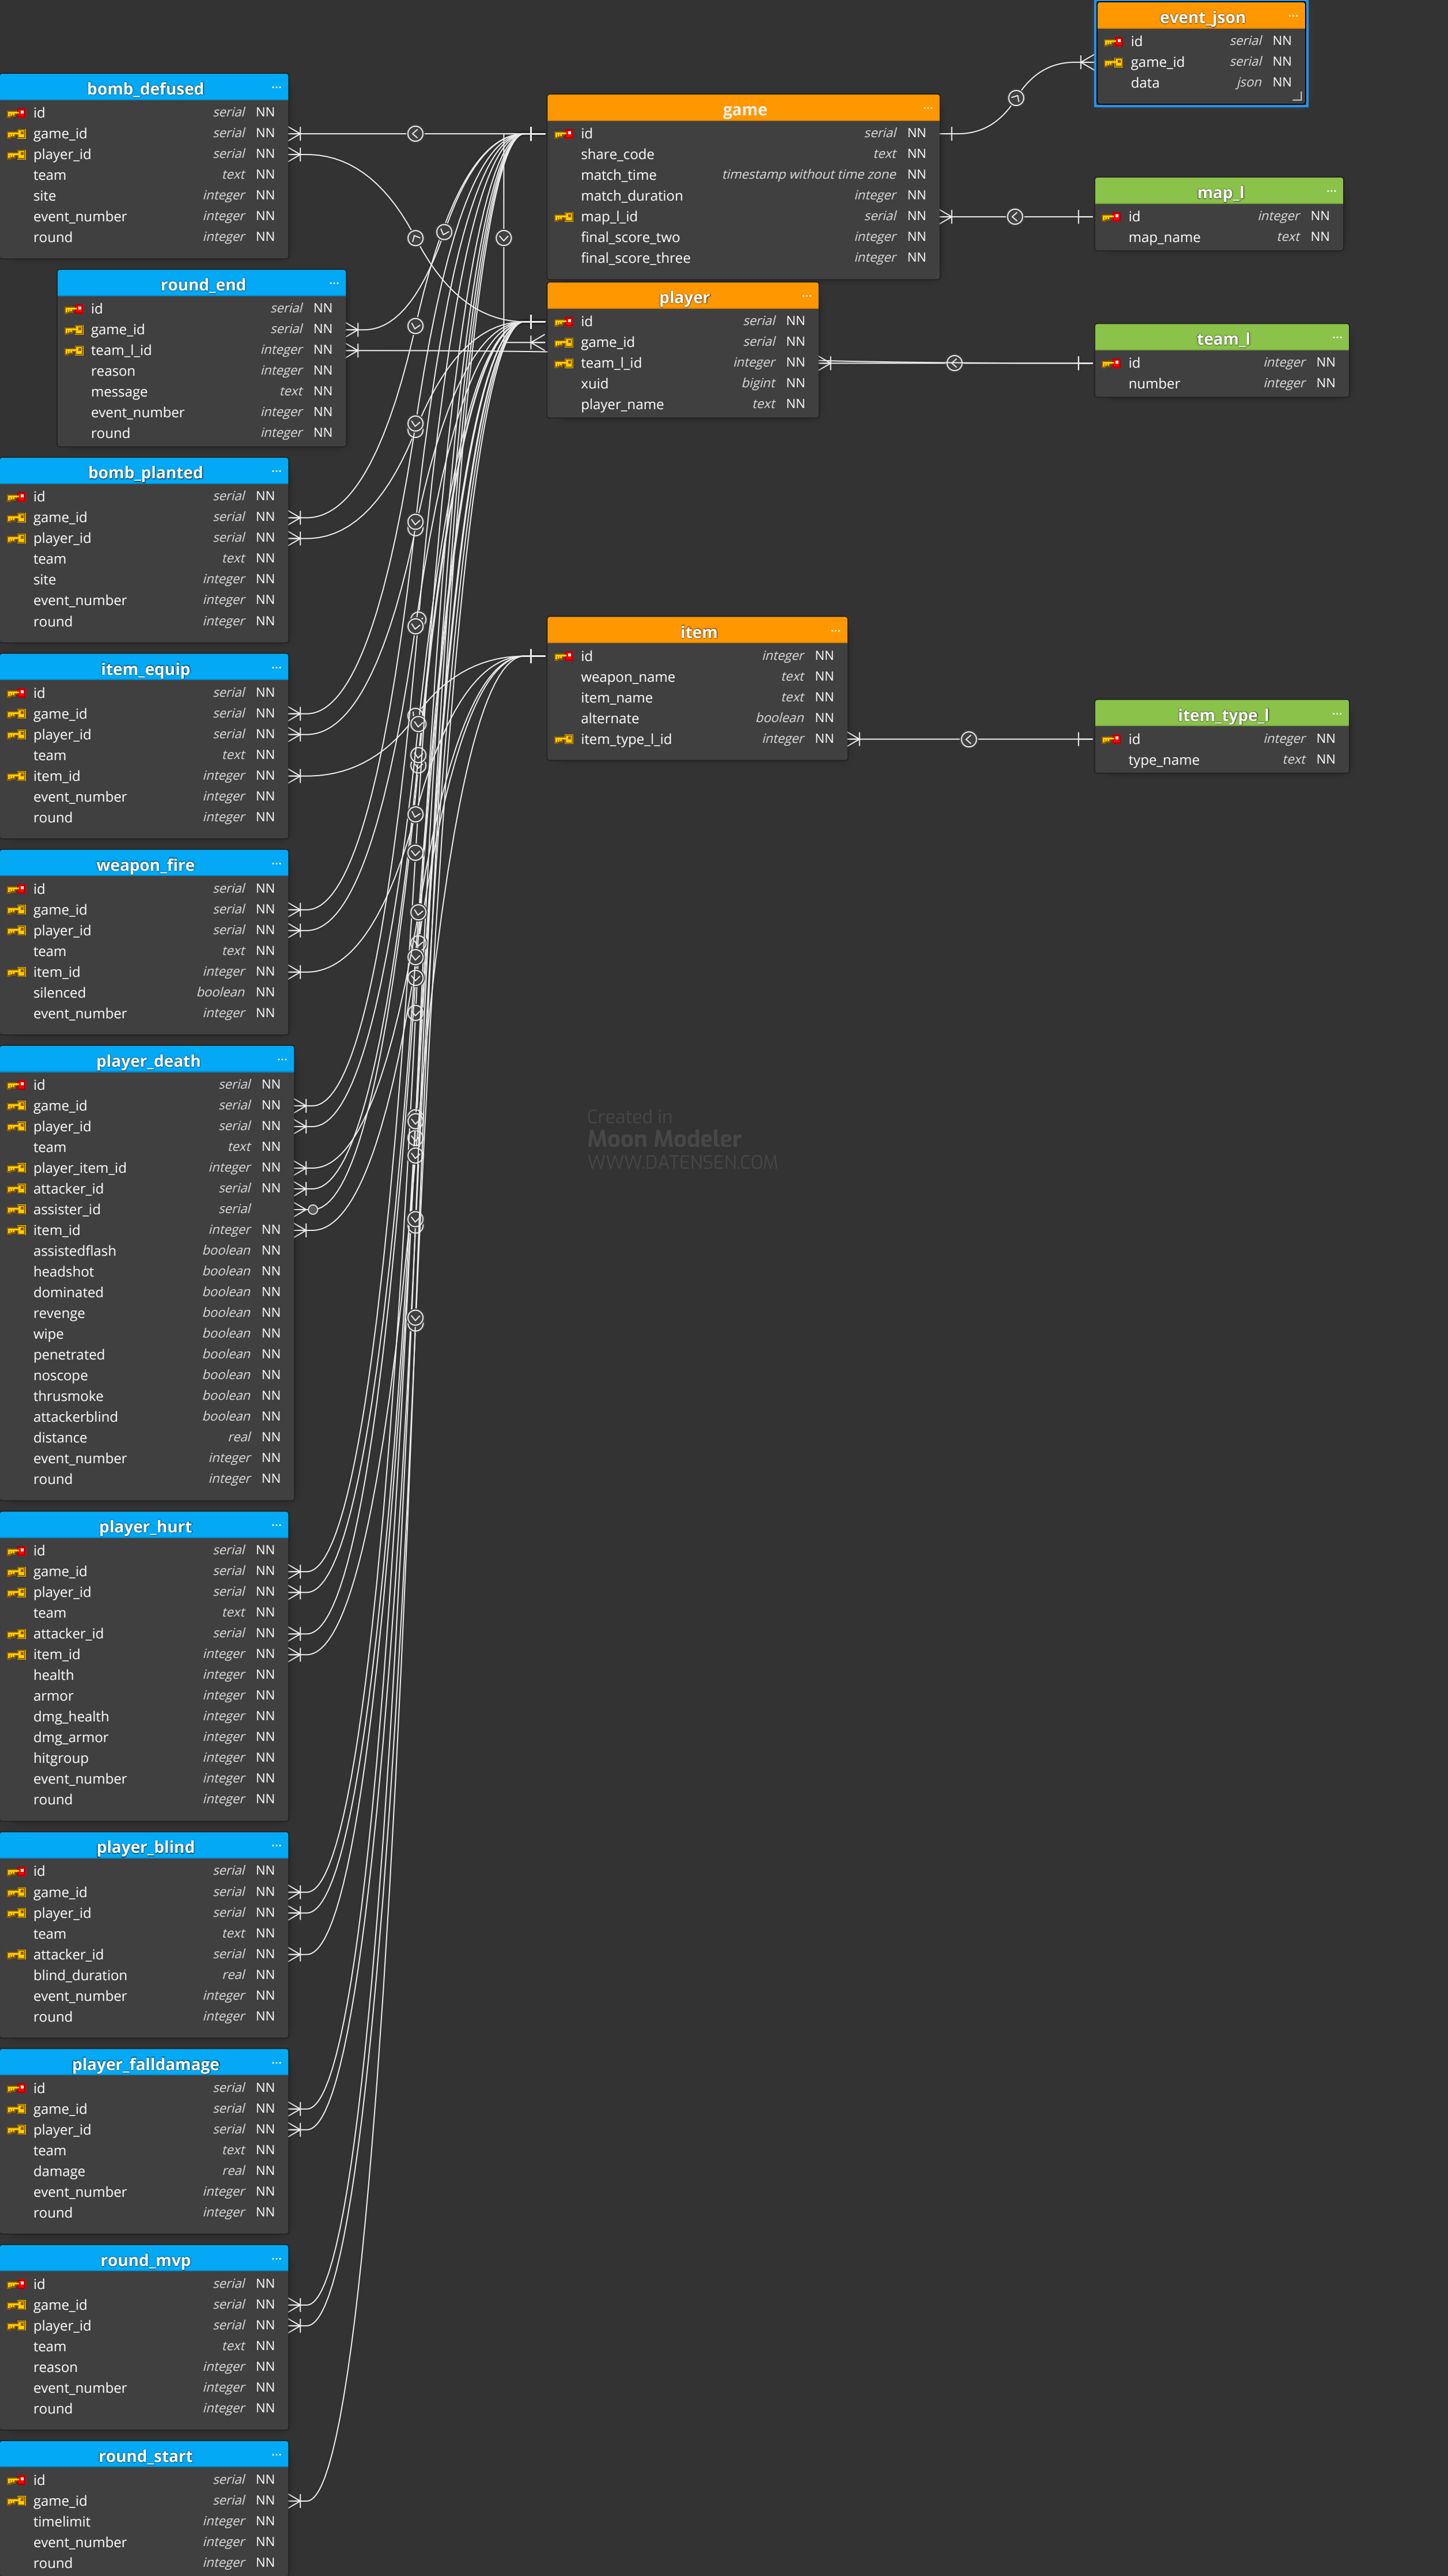 event_json ...
id serial NN
game_id serial NN
data json NN
bomb_defused ...
id serial NN
game_id serial NN
player_id serial NN
team text NN
site integer NN
event_number integer NN
round integer NN
game ...
id serial NN
share_code text NN
match_time timestamp without time zone NN
match_duration integer NN
map_l_id serial NN
final_score_two integer NN
final_score_three integer NN
map_l ...
id integer NN
map_name text NN
round_end ...
id serial NN
game_id serial NN
team_l_id integer NN
reason integer NN
message text NN
event_number integer NN
round integer NN
player ...
id serial NN
game_id serial NN
team_l_id integer NN
xuid bigint NN
player_name text NN
team_l ...
id integer NN
number integer NN
bomb_planted ...
id serial NN
game_id serial NN
player_id serial NN
team text NN
site integer NN
event_number integer NN
round integer NN
item ...
id integer NN
weapon_name text NN
item_name text NN
alternate boolean NN
item_type_l_id integer NN
item_type_l ...
id integer NN
type_name text NN
item_equip ...
id serial NN
game_id serial NN
player_id serial NN
team text NN
item_id integer NN
event_number integer NN
round integer NN
weapon_fire ...
id serial NN
game_id serial NN
player_id serial NN
team text NN
item_id integer NN
silenced boolean NN
event_number integer NN
player_death ...
id serial NN
game_id serial NN
player_id serial NN
team text NN
player_item_id integer NN
attacker_id serial NN
assister_id serial
item_id integer NN
assistedflash boolean NN
headshot boolean NN
dominated boolean NN
revenge boolean NN
wipe boolean NN
penetrated boolean NN
noscope boolean NN
thrusmoke boolean NN
attackerblind boolean NN
distance real NN
event_number integer NN
round integer NN
Created in
Moon Modeler
WWW.DATENSEN.COM
player_hurt ...
id serial NN
game_id serial NN
player_id serial NN
team text NN
attacker_id serial NN
item_id integer NN
health integer NN
armor integer NN
dmg_health integer NN
dmg_armor integer NN
hitgroup integer NN
event_number integer NN
round integer NN
player_blind ...
id serial NN
game_id serial NN
player_id serial NN
team text NN
attacker_id serial NN
blind_duration real NN
event_number integer NN
round integer NN
player_falldamage ...
id serial NN
game_id serial NN
player_id serial NN
team text NN
damage real NN
event_number integer NN
round integer NN
round_mvp ...
id serial NN
game_id serial NN
player_id serial NN
team text NN
reason integer NN
event_number integer NN
round integer NN
round_start ...
id serial NN
game_id serial NN
timelimit integer NN
event_number integer NN
round integer NN